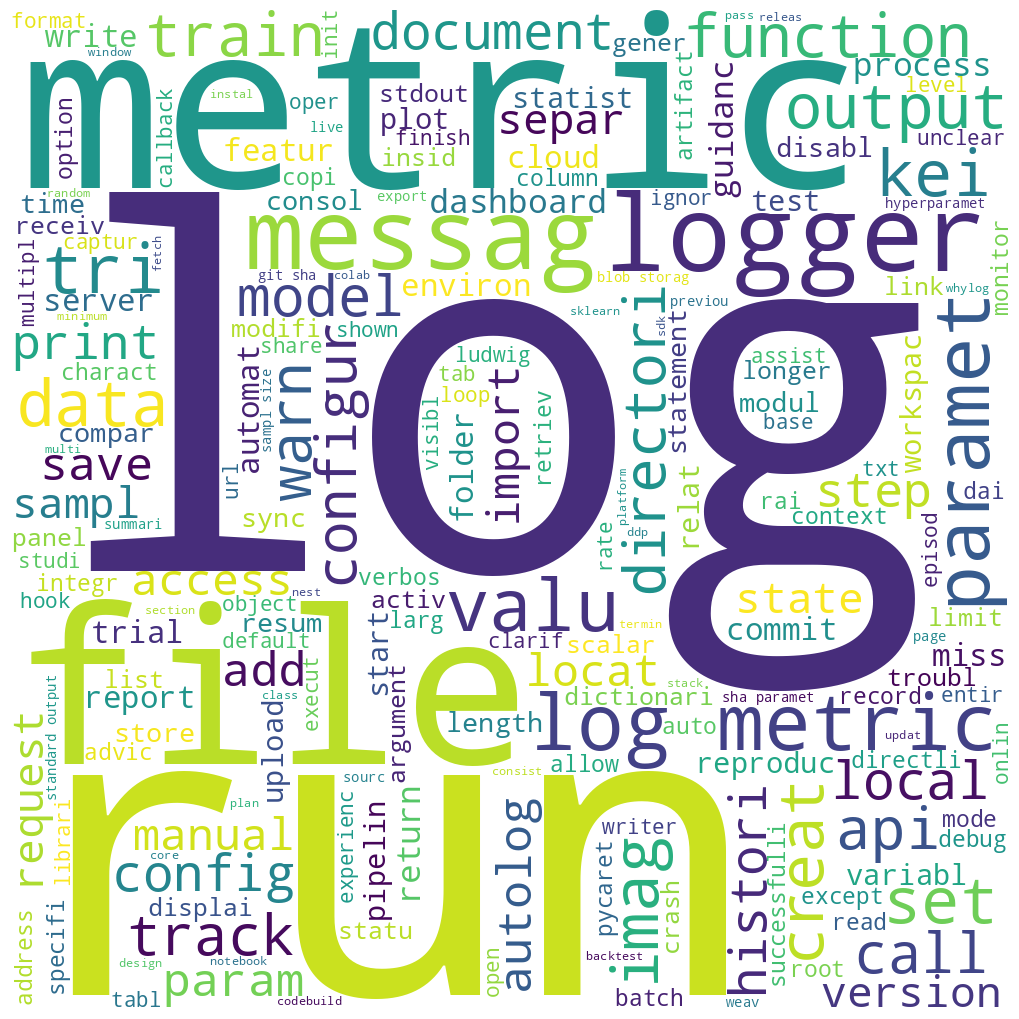 format
write
train
init
document
gener
function
pass
releas
window
metric
process
level
option
callback
instal
oper
live
stdout
plot
finish
statist
separ
artifact
guidanc
output
disabl
unclear
featur
insid
cloud
copi
column
kei
time
random
consol
export
dashboard
ignor
test
hyperparamet
receiv
captur
tri
fetch
messag
logger
monitor
multipl
server
git sha
colab
environ
blob storag
link
whylog
minimum
model
sklearn
previou
sdk
print
modifi
shown
share
log
directori
statement
assist
longer
workspac
paramet
charact
automat
sampl size
warn
configur
ludwig
tab
loop
import
retriev
visibl
folder
modul
base
data
compar
multi
save
url
txt
step
sampl
summari
sync
platform
ddp
relat
rai
context
dai
panel
rate
episod
studi
integr
access
verbos
hook
nest
object
activ
larg
valu
state
limit
section
file
trial
resum
default
start
clarif
scalar
termin
commit
page
miss
list
add
execut
locat
troubl
report
class
stack
dictionari
sha paramet
record
entir
request
standard output
store
advic
upload
argument
length
log metric
auto
updat
onlin
sourc
consist
allow
reproduc
directli
local
librari
plan
run
manual
experienc
pipelin
return
autolog
writer
pycaret
imag
crash
histori
creat
successfulli
api
mode
debug
core
config
variabl
except
read
set
address
specifi
displai
statu
track
call
design
notebook
open
backtest
root
tabl
param
codebuild
batch
weav
version